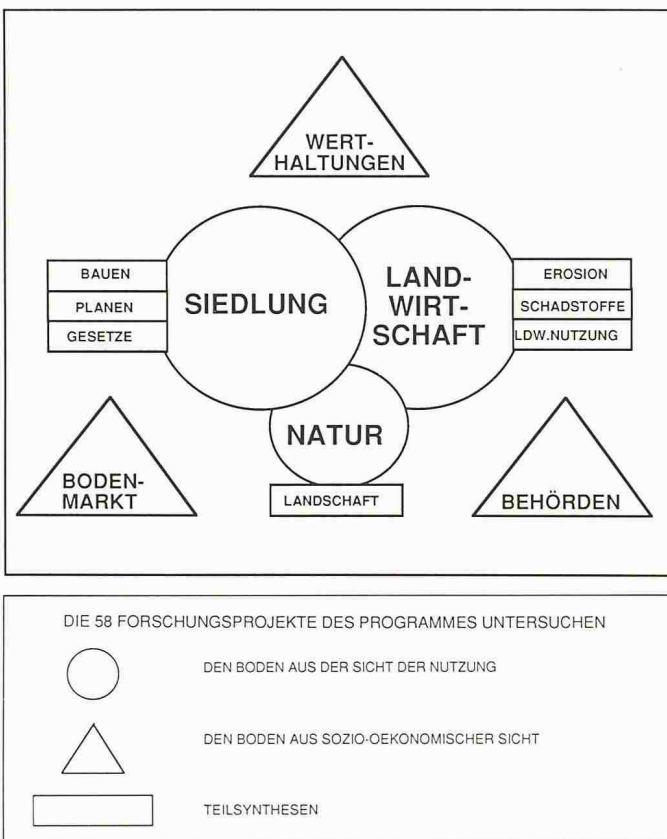 WERT-
HALTUNGEN
BAUEN
PLANEN
GESETZE
SIEDLUNG
LAND-
WIRT-
SCHAFT
EROSION
SCHADSTOFFE
LDW.NUTZUNG
NATUR
LANDSCHAFT
BODEN-
MARKT
BEHÖRDEN
DIE 58 FORSCHUNGSPROJEKTE DES PROGRAMMES UNTERSUCHEN
DEN BODEN AUS DER SICHT DER NUTZUNG
DEN BODEN AUS SOZIO-OEKONOMISCHER SICHT
TEILSYNTHESEN